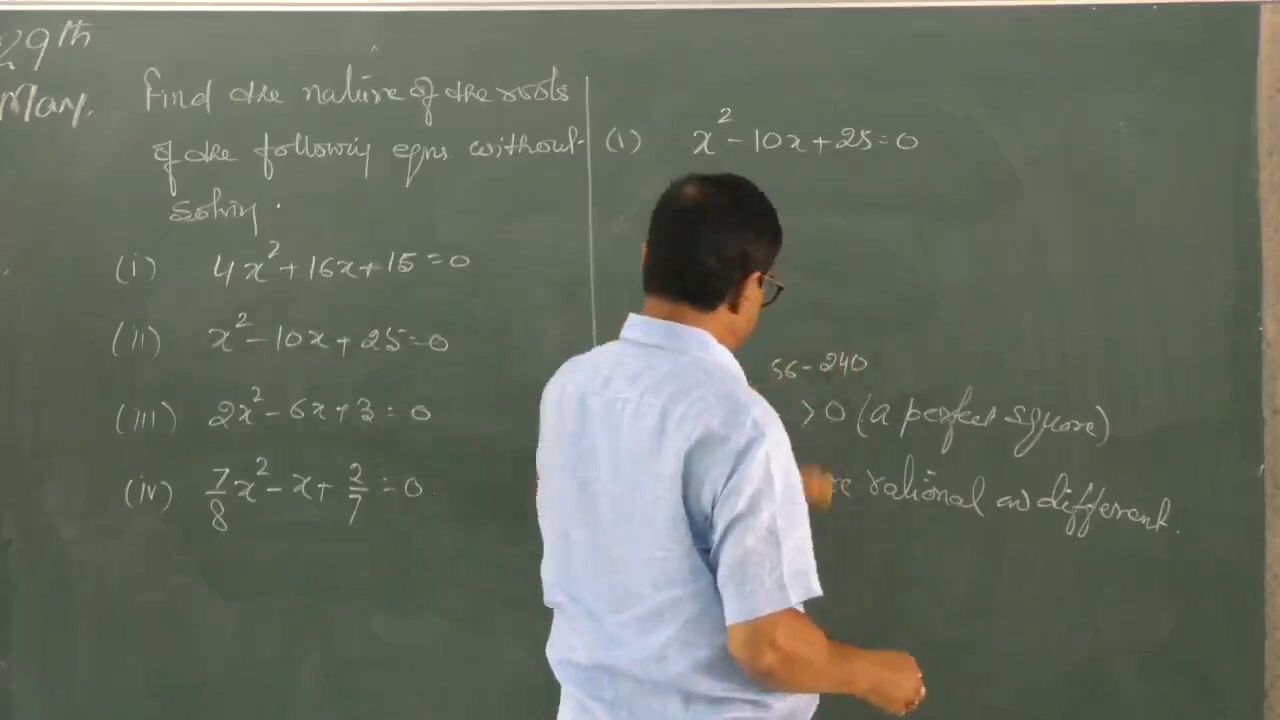 29th
May.
Find the nature of the roots
of the following eqns. without
solving.
(i) 4x² + 16x + 15 = 0
(ii) x² - 10x + 25 = 0
(iii) 2x² - 6x + 3 = 0
(iv) 7/8 x² - x + 2/7 = 0
(1) x² - 10x + 25 = 0
56 - 240
> 0 (a perfect square)
re rational and different.